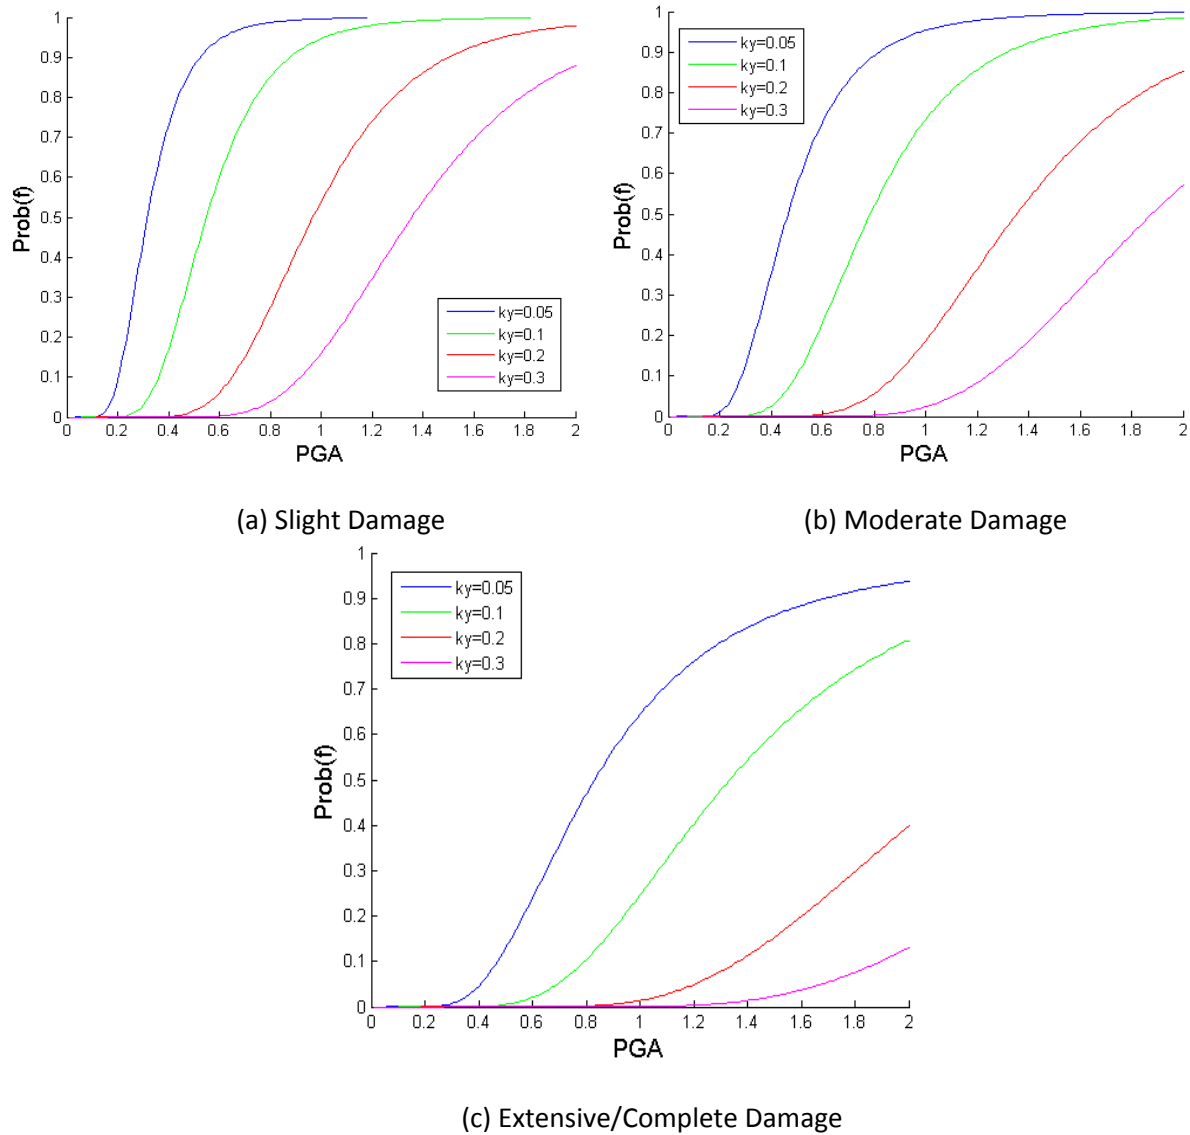 1
0.9
0.8
0.7
0.6
0.5
0.4
0.3
0.2
0.1
0
Prob(f)
ky=0.05
ky=0.1
ky=0.2
ky=0.3
0 0.2 0.4 0.6 0.8 1 1.2 1.4 1.6 1.8 2
PGA
(a) Slight Damage
1
0.9
0.8
0.7
0.6
0.5
0.4
0.3
0.2
0.1
0
Prob(f)
ky=0.05
ky=0.1
ky=0.2
ky=0.3
0 0.2 0.4 0.6 0.8 1 1.2 1.4 1.6 1.8 2
PGA
(b) Moderate Damage
1
0.9
0.8
0.7
0.6
0.5
0.4
0.3
0.2
0.1
0
Prob(f)
ky=0.05
ky=0.1
ky=0.2
ky=0.3
0 0.2 0.4 0.6 0.8 1 1.2 1.4 1.6 1.8 2
PGA
(c) Extensive/Complete Damage